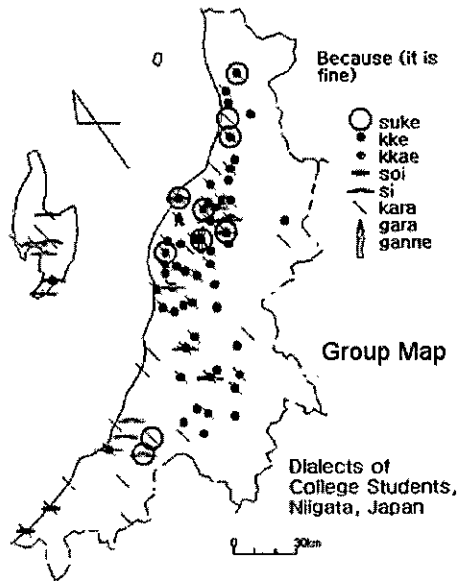 Because (it is
fine)
suke
kke
kkae
soi
si
kara
gara
ganne
Group Map
Dialects of
College Students,
Niigata, Japan
0 30km